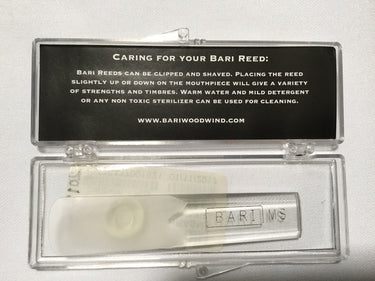 CARING FOR YOUR BARI REED:
BARI REEDS CAN BE CLIPPED AND SHAVED. PLACING THE REED
SLIGHTLY UP OR DOWN ON THE MOUTHPIECE WILL GIVE A VARIETY
OF STRENGTHS AND TIMBRES. WARM WATER AND MILD DETERGENT
OR ANY NON TOXIC STERILIZER CAN BE USED FOR CLEANING.
WWW.BARIWOODWIND.COM
BARI MS